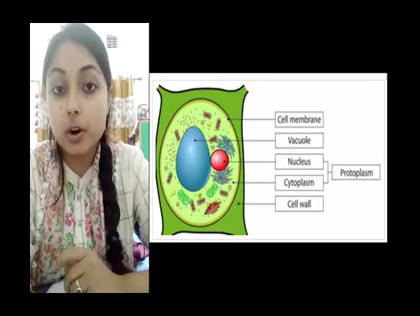 Cell membrane
Vacuole
Nucleus
Protoplasm
Cytoplasm
Cell wall